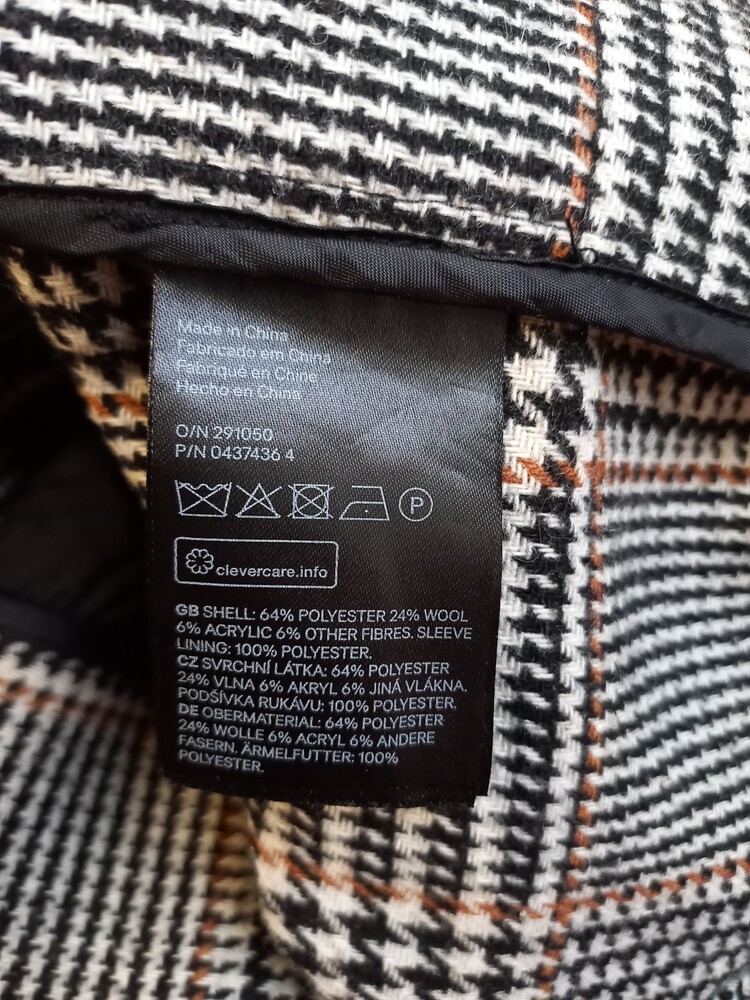 Made in China
Fabricado em China
Fabriqué en Chine
Hecho en China
O/N 291050
P/N 0437436 4
P
clevercare.info
GB SHELL: 64% POLYESTER 24% WOOL
6% ACRYLIC 6% OTHER FIBRES. SLEEVE
LINING: 100% POLYESTER.
CZ SVRCHNÍ LÁTKA: 64% POLYESTER
24% VLNA 6% AKRYL 6% JINÁ VLÁKNA.
PODŠÍVKA RUKÁVU: 100% POLYESTER.
DE OBERMATERIAL: 64% POLYESTER
24% WOLLE 6% ACRYL 6% ANDERE
FASERN. ÄRMELFUTTER: 100%
POLYESTER.